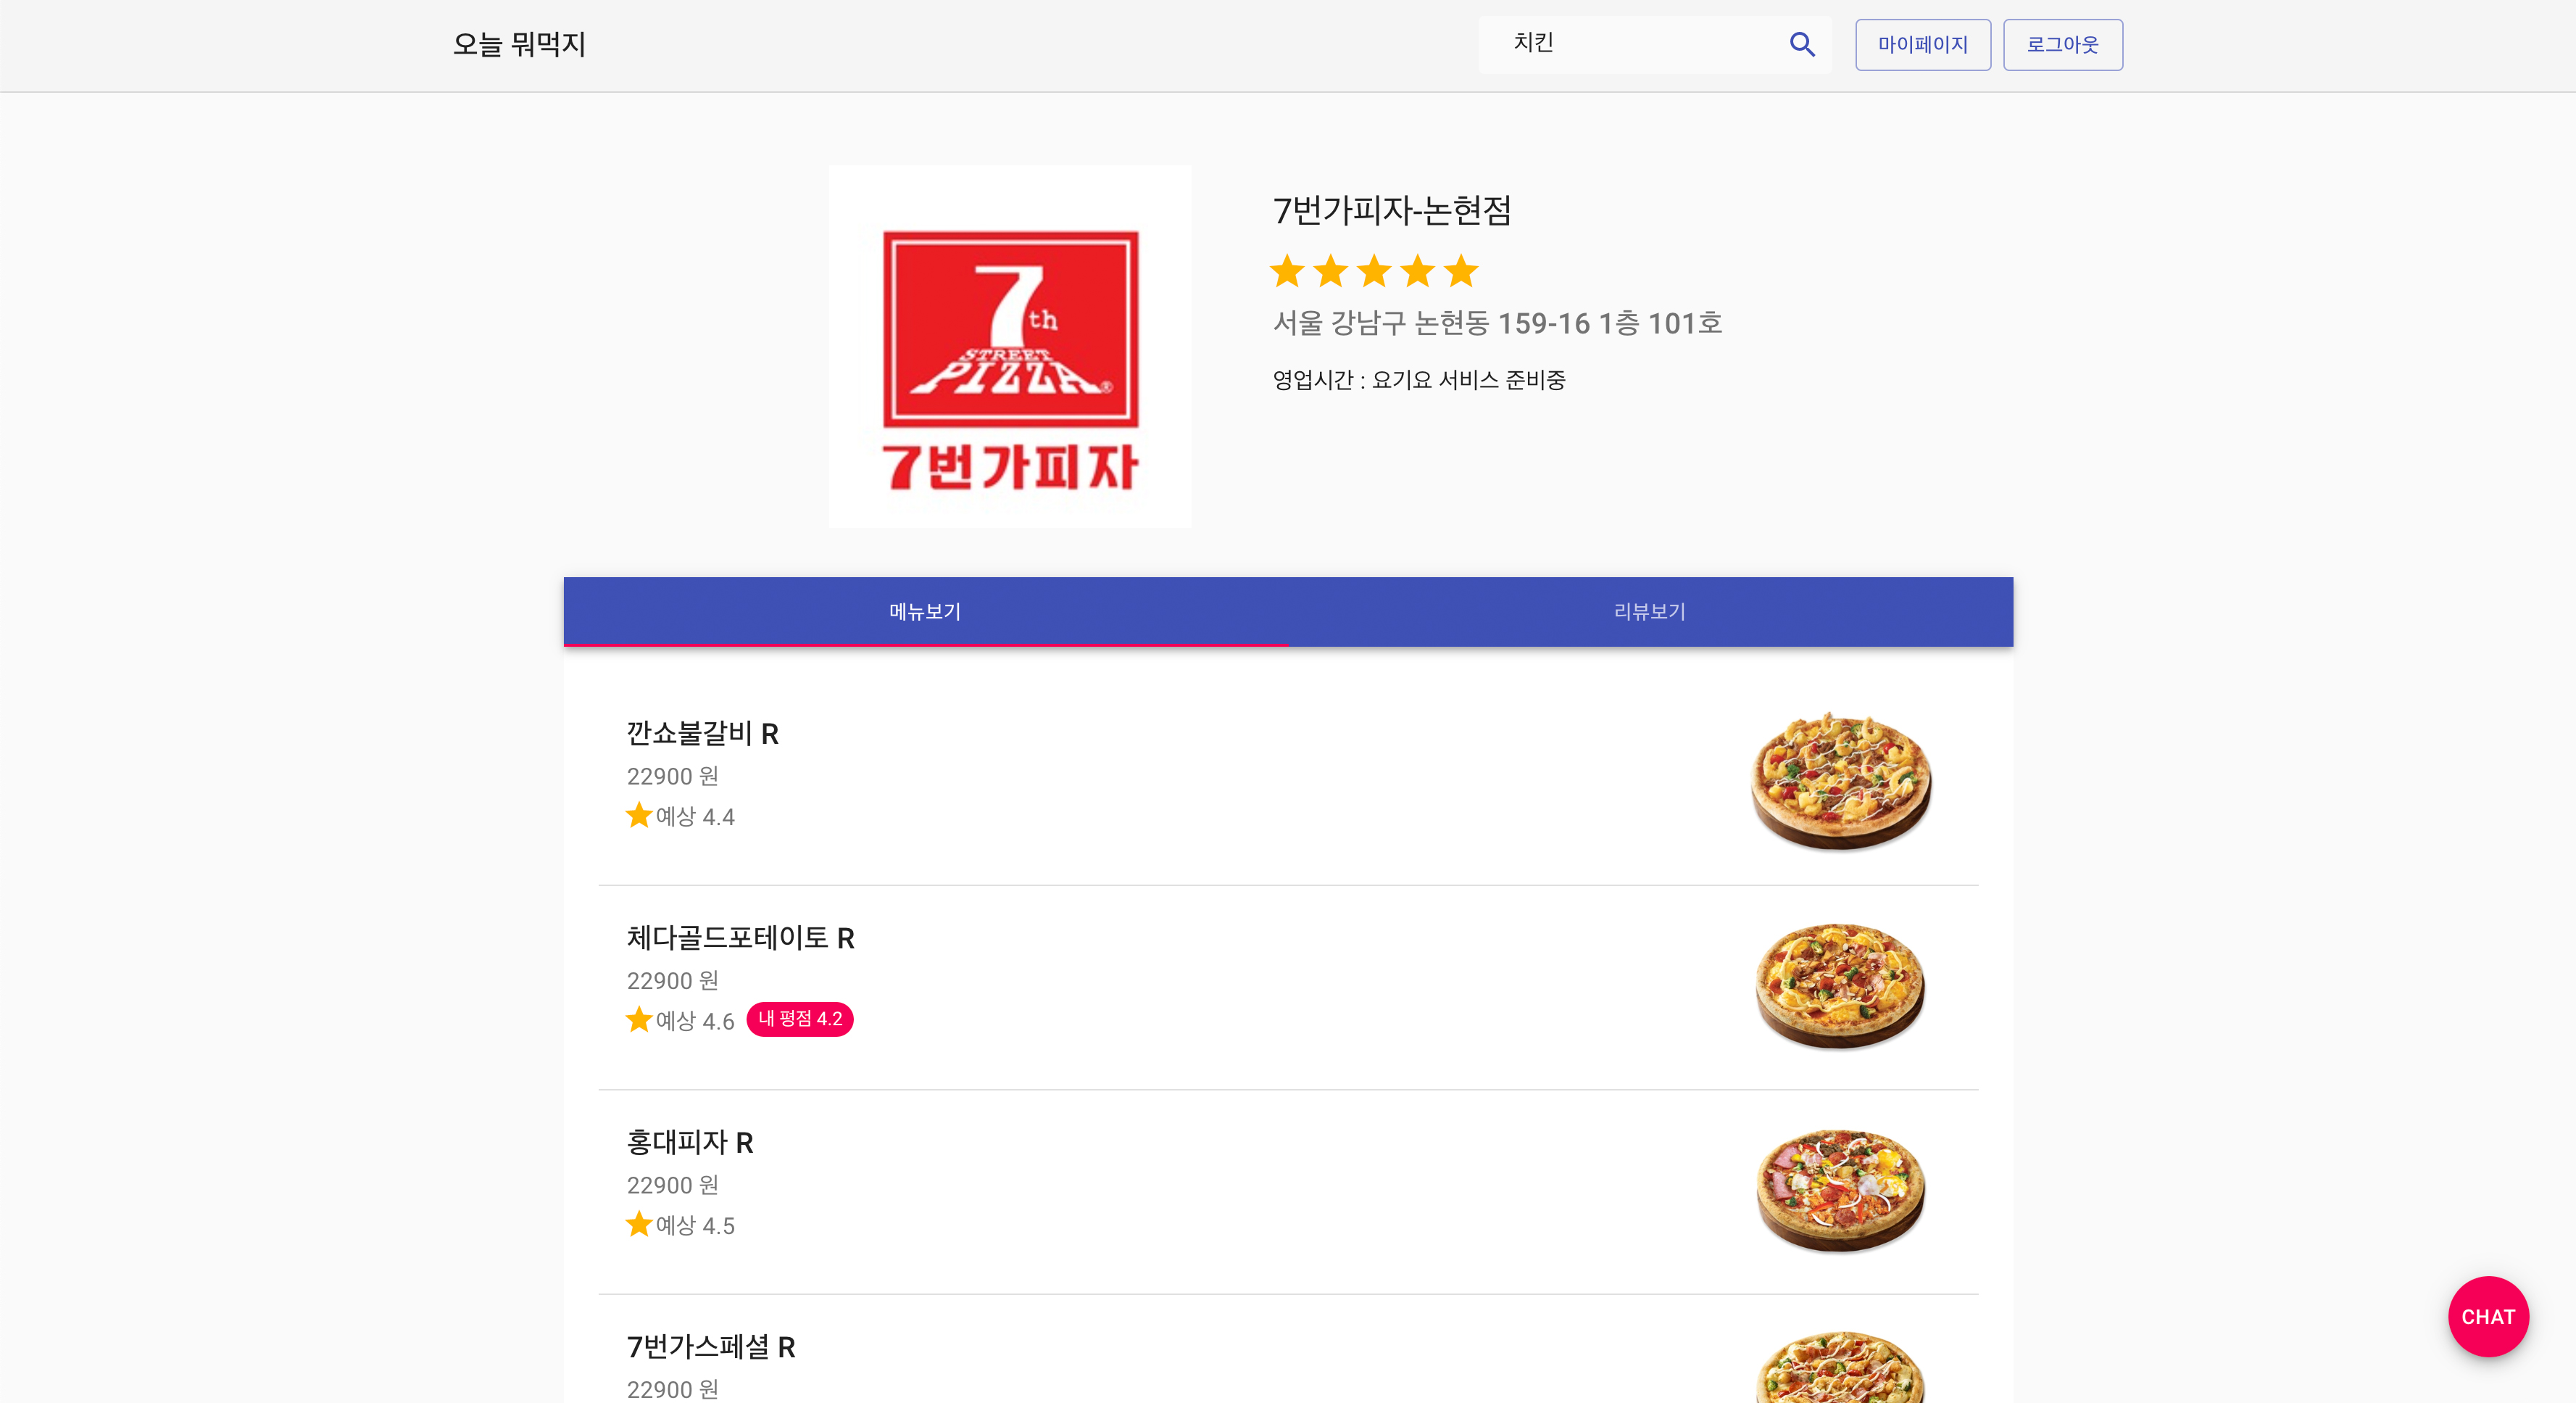 오늘 뭐먹지
치킨
마이페이지
로그아웃
7th
STREET
PIZZA®
7번가피자
7번가피자-논현점
서울 강남구 논현동 159-16 1층 101호
영업시간 : 요기요 서비스 준비중
메뉴보기
리뷰보기
깐쇼불갈비 R
22900 원
예상 4.4
체다골드포테이토 R
22900 원
예상 4.6 내 평점 4.2
홍대피자 R
22900 원
예상 4.5
7번가스페셜 R
22900 원
CHAT